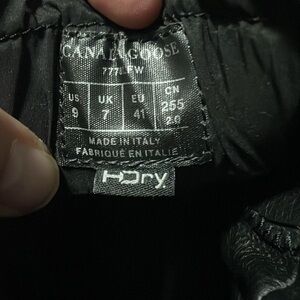 CANADA GOOSE
US UK EU CN
9 7 41 255
MADE IN ITALY
FABRIQUÉ EN ITALIE
HDry